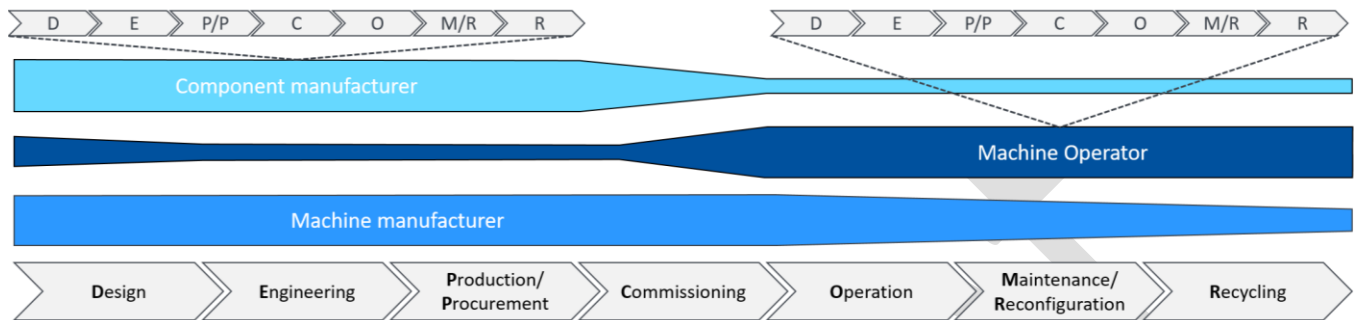 D E P/P C O M/R R D E P/P C O M/R R
Component manufacturer
Machine Operator
Machine manufacturer
Design Engineering Production/ Procurement Commissioning Operation Maintenance/ Reconfiguration Recycling